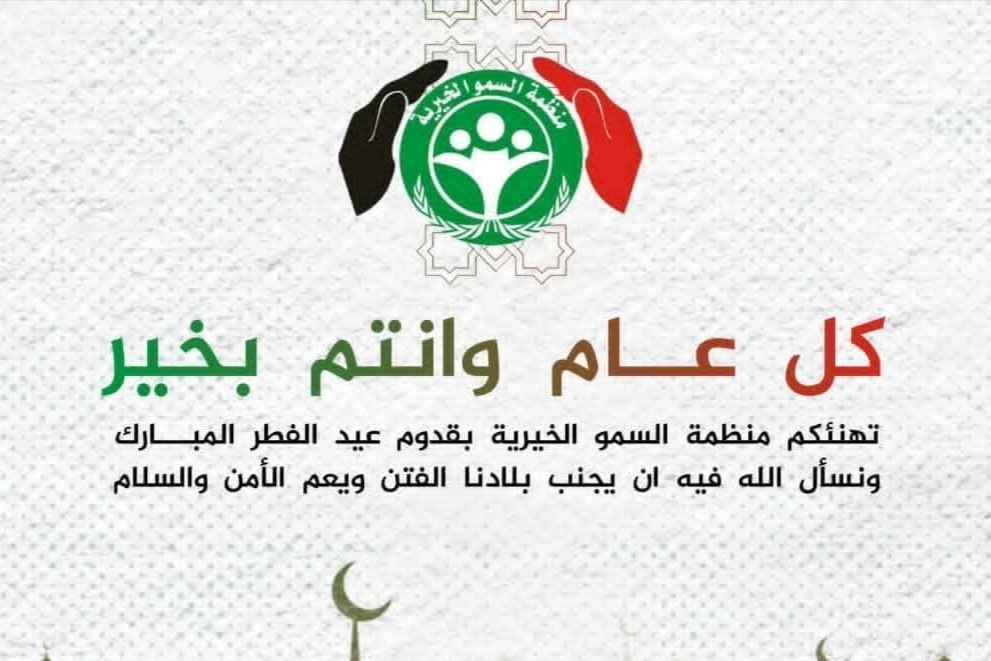 منظمة السمو الخيرية
كل عـــام وانتم بخير
تهنئكم منظمة السمو الخيرية بقدوم عيد الفطر المبـــارك
ونسأل الله فيه ان يجنب بلادنا الفتن ويعم الأمن والسلام